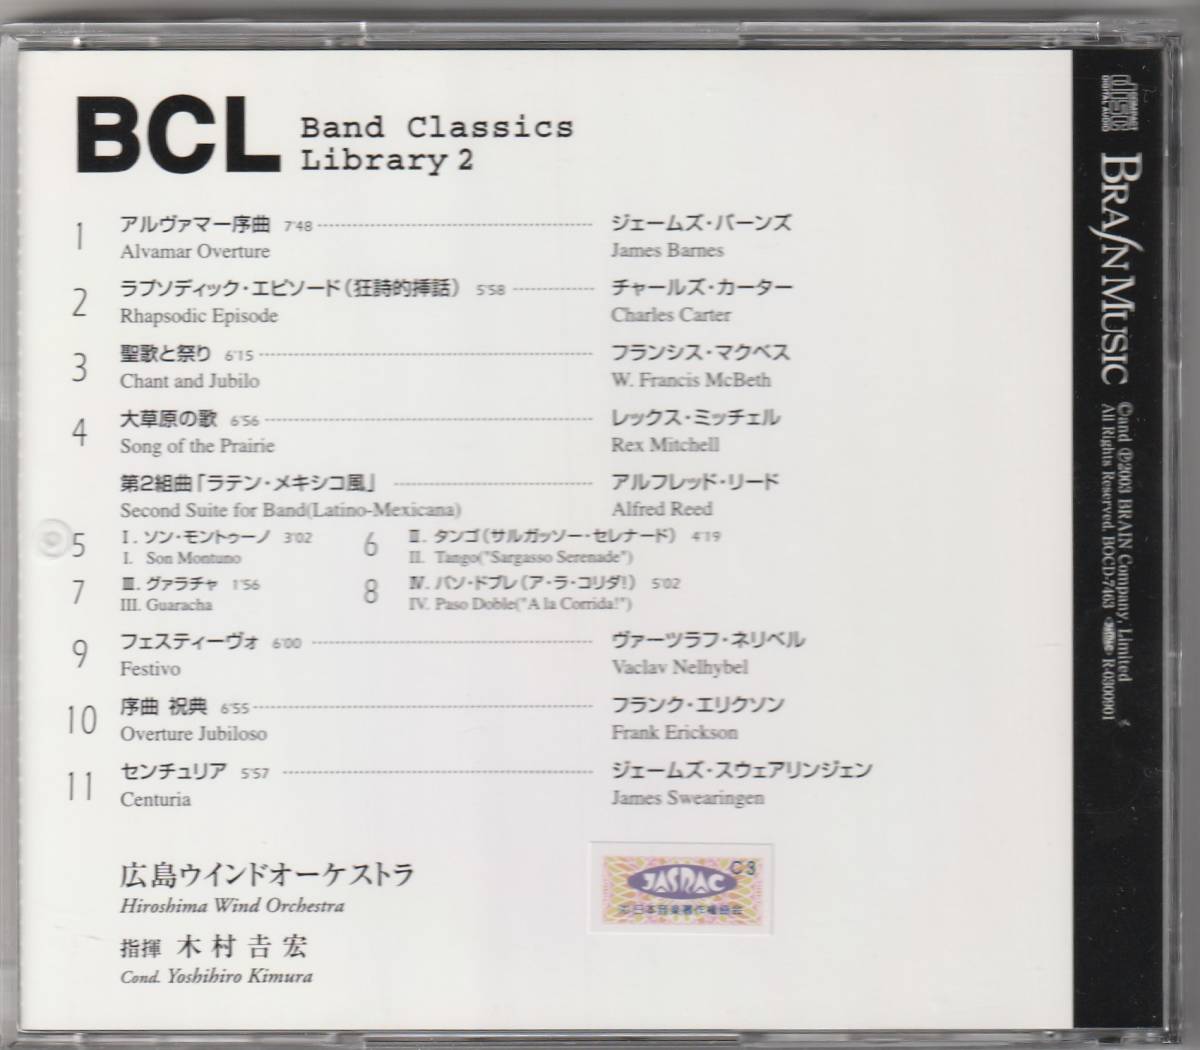 BCL Band Classics
Library 2
1 アルヴァマー序曲 7'48 ジェームズ・バーンズ
Alvamar Overture James Barnes
2 ラプソディック・エピソード(狂詩的挿話) 5'58 チャールズ・カーター
Rhapsodic Episode Charles Carter
3 聖歌と祭り 6'15 フランシス・マクベス
Chant and Jubilo W. Francis McBeth
4 大草原の歌 6'56 レックス・ミッチェル
Song of the Prairie Rex Mitchell
第2組曲「ラテン・メキシコ風」 アルフレッド・リード
Second Suite for Band(Latino-Mexicana) Alfred Reed
5 I. ソン・モントゥーノ 3'02 6 II. タンゴ(サルガッソー・セレナード) 4'19
I. Son Montuno II. Tango("Sargasso Serenade")
7 III. グァラチャ 1'56 8 IV. パソ・ドブレ(ア・ラ・コリダ!) 5'02
III. Guaracha IV. Paso Doble("A la Corrida!")
9 フェスティーヴォ 6'00 ヴァーツラフ・ネリベル
Festivo Vaclav Nelhybel
10 序曲 祝典 6'55 フランク・エリクソン
Overture Jubiloso Frank Erickson
11 センチュリア 5'57 ジェームズ・スウェアリンジェン
Centuria James Swearingen
広島ウインドオーケストラ
Hiroshima Wind Orchestra
指揮 木村吉宏
Cond. Yoshihiro Kimura
C3
JASRAC
日本音楽著作権協会
COMPACT
disc
DIGITAL AUDIO
BRAIN MUSIC
©and ℗2003 BRAIN Company, Limited
All Rights Reserved. BOCD-7463 R-0300901